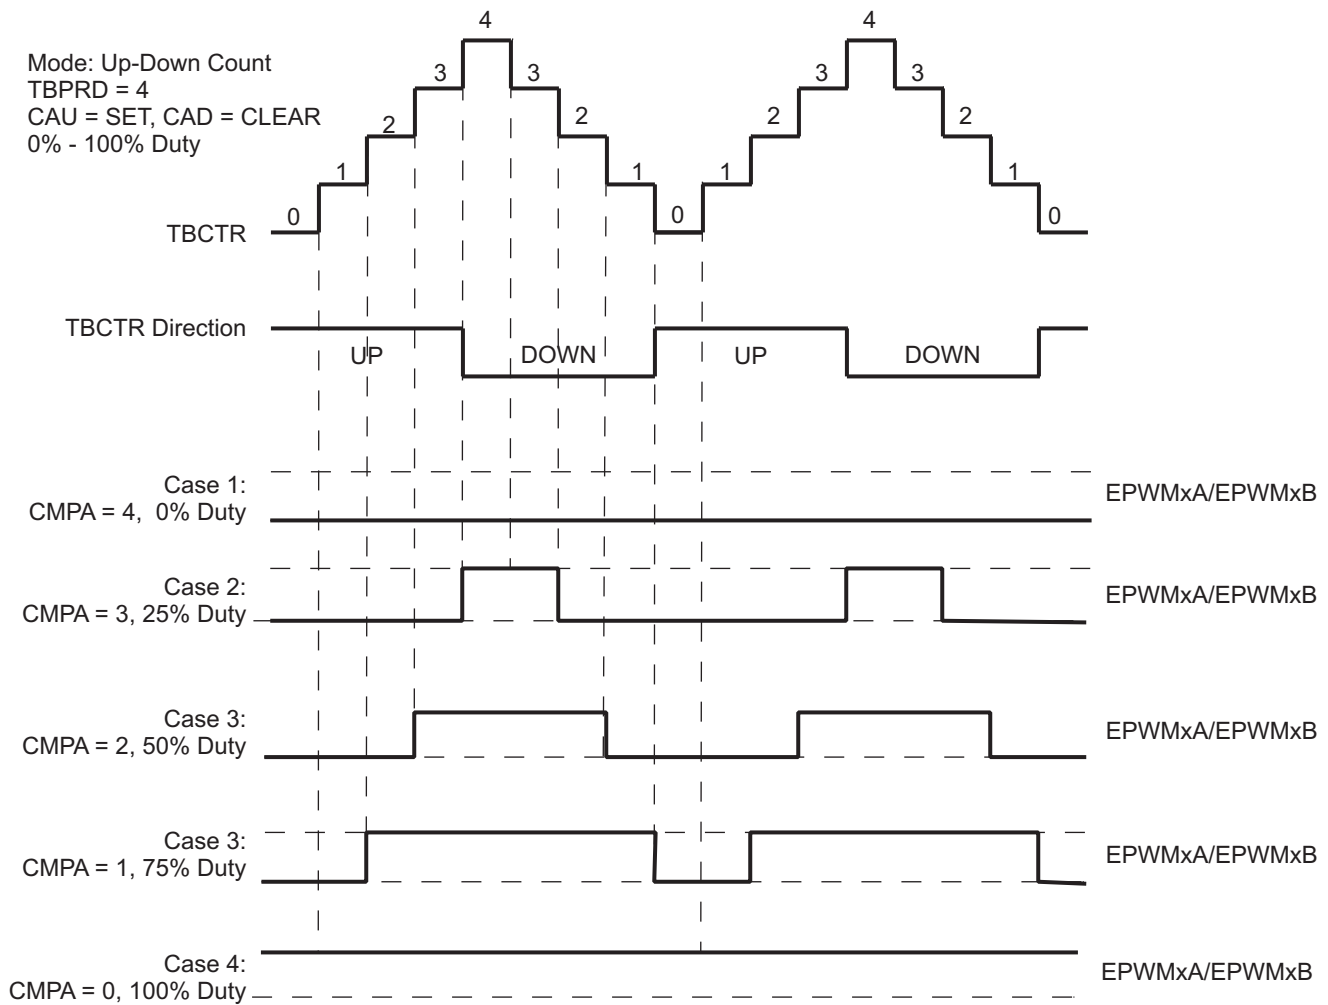 4
4
Mode: Up-Down Count
TBPRD = 4
CAU = SET, CAD = CLEAR
0% - 100% Duty
3
3
3
3
2
2
2
2
1
1
1
1
0
0
0
TBCTR
TBCTR Direction
UP
DOWN
UP
DOWN
Case 1:
CMPA = 4, 0% Duty
EPWMxA/EPWMxB
Case 2:
CMPA = 3, 25% Duty
EPWMxA/EPWMxB
Case 3:
CMPA = 2, 50% Duty
EPWMxA/EPWMxB
Case 3:
CMPA = 1, 75% Duty
EPWMxA/EPWMxB
Case 4:
CMPA = 0, 100% Duty
EPWMxA/EPWMxB